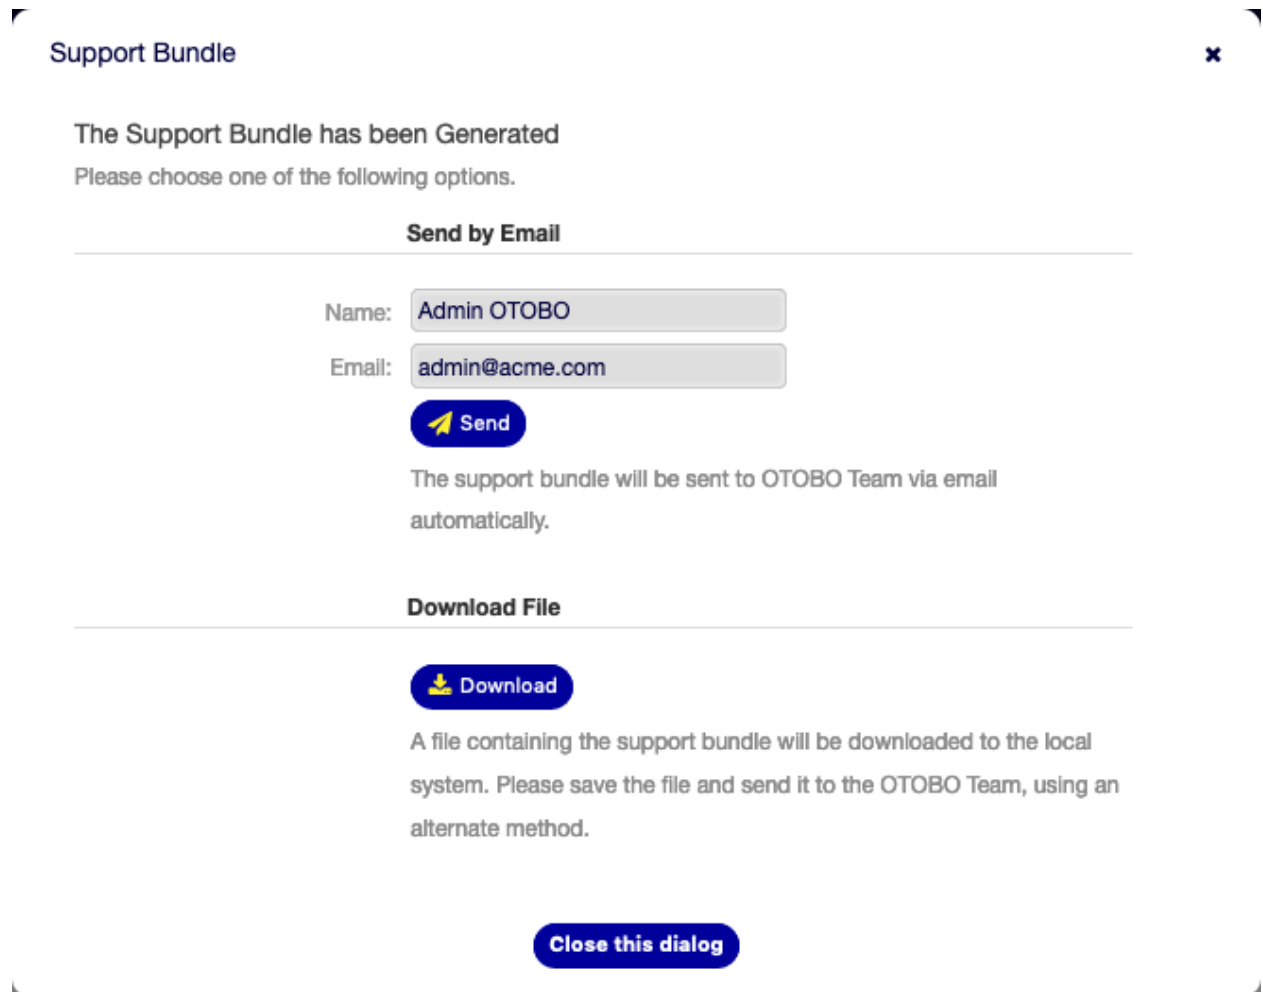 Support Bundle
The Support Bundle has been Generated
Please choose one of the following options.
Send by Email
Name: Admin OTOBO
Email: admin@acme.com
Send
The support bundle will be sent to OTOBO Team via email
automatically.
Download File
Download
A file containing the support bundle will be downloaded to the local
system. Please save the file and send it to the OTOBO Team, using an
alternate method.
Close this dialog